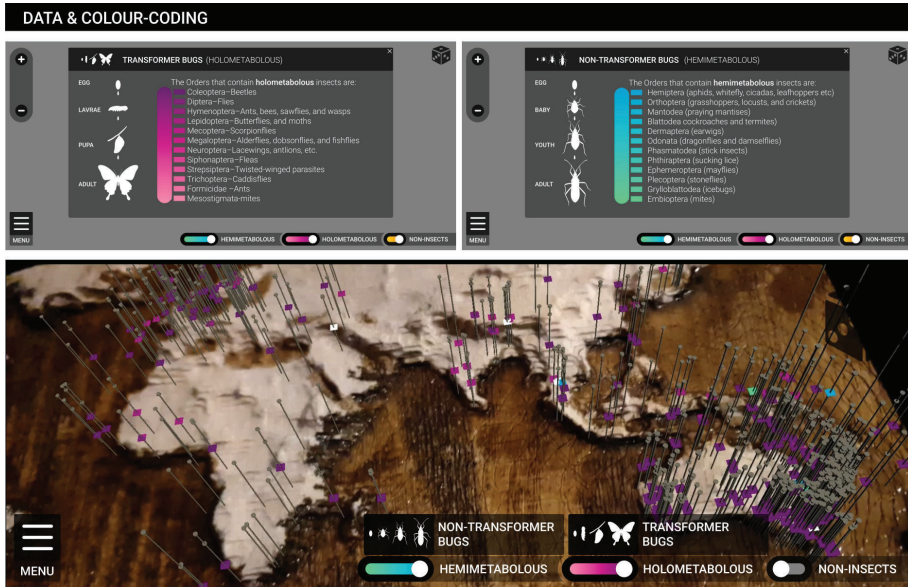 DATA & COLOUR-CODING
TRANSFORMER BUGS (HOLOMETABOLOUS)
EGG
LAVRAE
PUPA
ADULT
The Orders that contain holometabolous insects are:
Coleoptera–Beetles
Diptera–Flies
Hymenoptera–Ants, bees, sawflies, and wasps
Lepidoptera–Butterflies, and moths
Mecoptera–Scorpionflies
Megaloptera–Alderflies, dobsonflies, and fishflies
Neuroptera–Lacewings, antlions, etc.
Siphonaptera–Fleas
Strepsiptera–Twisted-winged parasites
Trichoptera–Caddisflies
Formicidae –Ants
Mesostigmata-mites
MENU
HEMIMETABOLOUS
HOLOMETABOLOUS
NON-INSECTS
NON-TRANSFORMER BUGS (HEMIMETABOLOUS)
EGG
BABY
YOUTH
ADULT
The Orders that contain hemimetabolous insects are:
Hemiptera (aphids, whitefly, cicadas, leafhoppers etc)
Orthoptera (grasshoppers, locusts, and crickets)
Mantodea (praying mantises)
Blattodea cockroaches and termites)
Dermaptera (earwigs)
Odonata (dragonflies and damselflies)
Phasmatodea (stick insects)
Phthiraptera (sucking lice)
Ephemeroptera (mayflies)
Plecoptera (stoneflies)
Grylloblattodea (icebugs)
Embioptera (mites)
MENU
HEMIMETABOLOUS
HOLOMETABOLOUS
NON-INSECTS
MENU
NON-TRANSFORMER
BUGS
HEMIMETABOLOUS
TRANSFORMER
BUGS
HOLOMETABOLOUS
NON-INSECTS